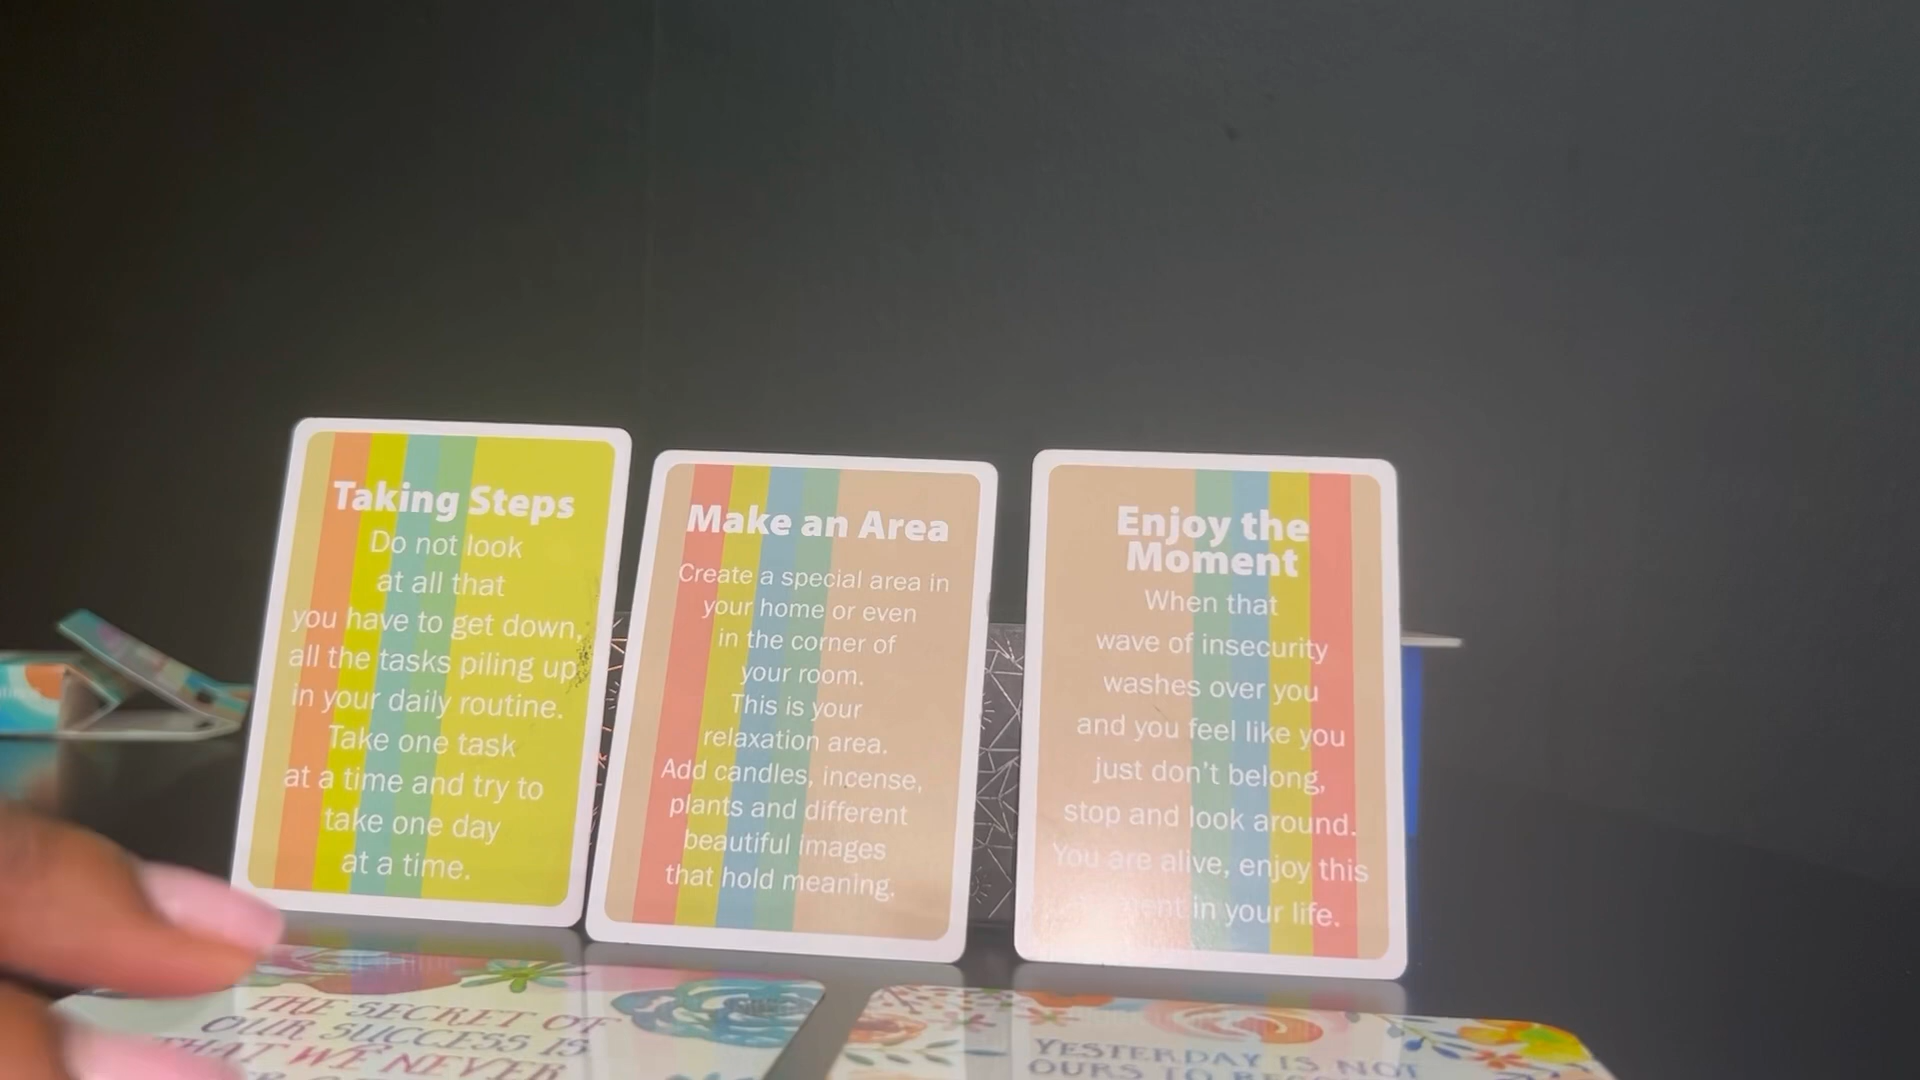 Taking Steps
Do not look
at all that
you have to get down,
all the tasks piling up
in your daily routine.
Take one task
at a time and try to
take one day
at a time.
Make an Area
Create a special area in
your home or even
in the corner of
your room.
This is your
relaxation area.
Add candles, incense,
plants and different
beautiful images
that hold meaning.
Enjoy the
Moment
When that
wave of insecurity
washes over you
and you feel like you
just don't belong,
stop and look around.
You are alive, enjoy this
in your life.
THE SECRET OF
OUR SUCCESS IS
THAT WE NEVER
YESTERDAY IS NOT
OURS TO